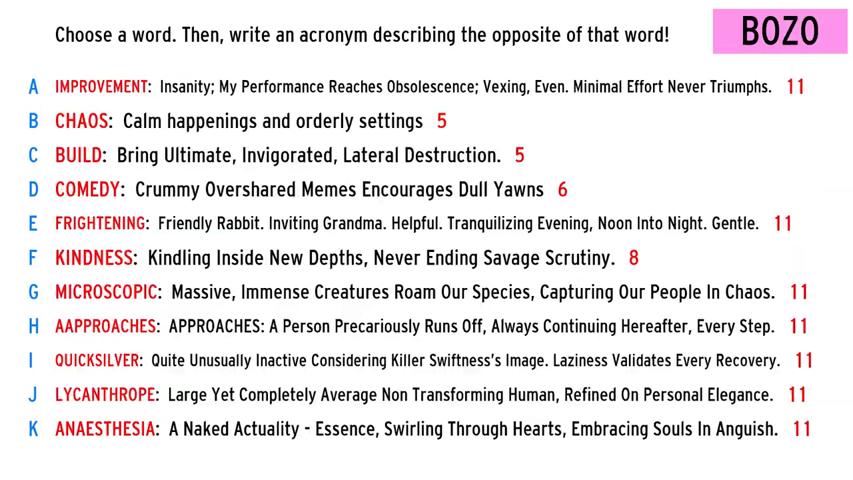 Choose a word. Then, write an acronym describing the opposite of that word!
BOZO
A IMPROVEMENT: Insanity; My Performance Reaches Obsolescence; Vexing, Even. Minimal Effort Never Triumphs. 11
B CHAOS: Calm happenings and orderly settings 5
C BUILD: Bring Ultimate, Invigorated, Lateral Destruction. 5
D COMEDY: Crummy Overshared Memes Encourages Dull Yawns 6
E FRIGHTENING: Friendly Rabbit. Inviting Grandma. Helpful. Tranquilizing Evening, Noon Into Night. Gentle. 11
F KINDNESS: Kindling Inside New Depths, Never Ending Savage Scrutiny. 8
G MICROSCOPIC: Massive, Immense Creatures Roam Our Species, Capturing Our People In Chaos. 11
H AAPPROACHES: APPROACHES: A Person Precariously Runs Off, Always Continuing Hereafter, Every Step. 11
I QUICKSILVER: Quite Unusually Inactive Considering Killer Swiftness's Image. Laziness Validates Every Recovery. 11
J LYCANTHROPE: Large Yet Completely Average Non Transforming Human, Refined On Personal Elegance. 11
K ANAESTHESIA: A Naked Actuality - Essence, Swirling Through Hearts, Embracing Souls In Anguish. 11